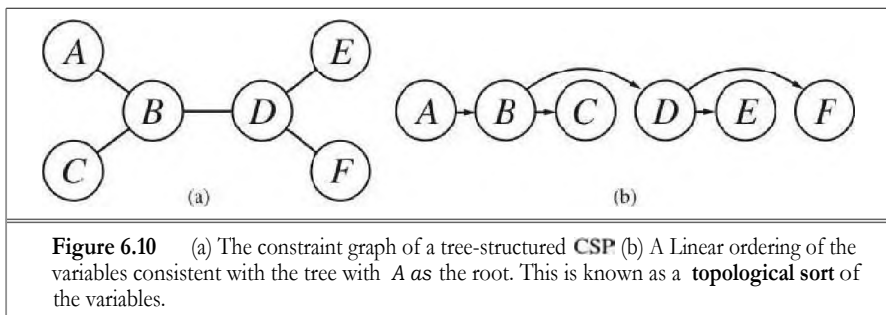 A E
B D
C F
(a)
A B C D E F
(b)
Figure 6.10 (a) The constraint graph of a tree-structured CSP (b) A Linear ordering of the
variables consistent with the tree with A as the root. This is known as a topological sort of
the variables.